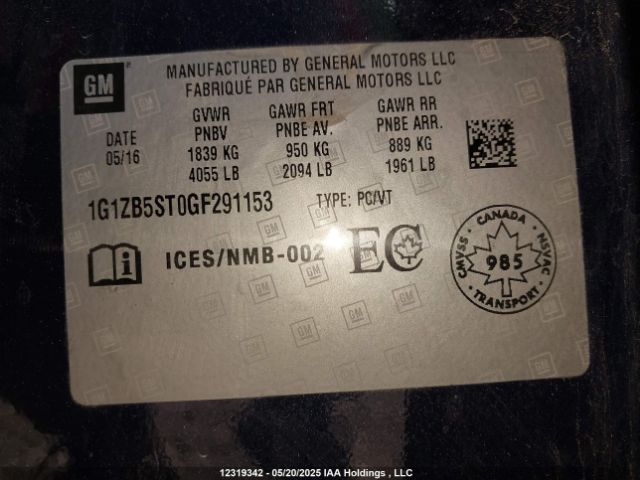 GM
MANUFACTURED BY GENERAL MOTORS LLC
FABRIQUÉ PAR GENERAL MOTORS LLC
DATE
05/16
GVWR
PNBV
1839 KG
4055 LB
GAWR FRT
PNBE AV.
950 KG
2094 LB
GAWR RR
PNBE ARR.
889 KG
1961 LB
1G1ZB5ST0GF291153 TYPE: PC/VT
ICES/NMB-002 EC
CANADA
CMVSS 985 NSVAC
TRANSPORT
12319342 — 05/20/2025 IAA Holdings , LLC